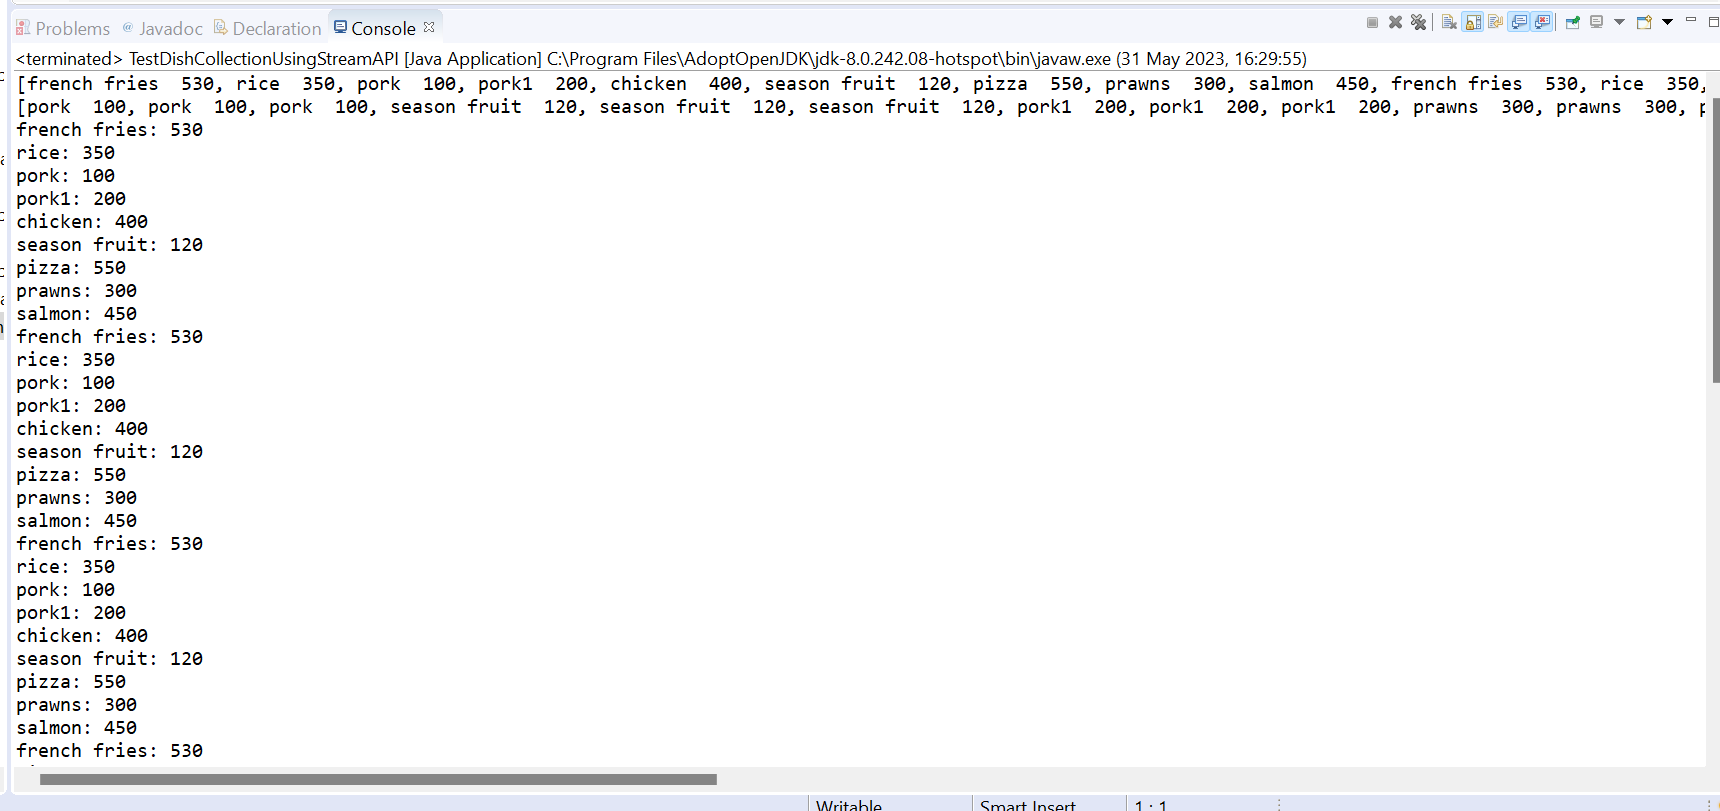 Problems @ Javadoc Declaration Console
<terminated> TestDishCollectionUsingStreamAPI [Java Application] C:\Program Files\AdoptOpenJDK\jdk-8.0.242.08-hotspot\bin\javaw.exe (31 May 2023, 16:29:55)
[french fries  530, rice  350, pork  100, pork1  200, chicken  400, season fruit  120, pizza  550, prawns  300, salmon  450, french fries  530, rice  350,
[pork  100, pork  100, pork  100, season fruit  120, season fruit  120, season fruit  120, pork1  200, pork1  200, pork1  200, prawns  300, prawns  300, p
french fries: 530
rice: 350
pork: 100
pork1: 200
chicken: 400
season fruit: 120
pizza: 550
prawns: 300
salmon: 450
french fries: 530
rice: 350
pork: 100
pork1: 200
chicken: 400
season fruit: 120
pizza: 550
prawns: 300
salmon: 450
french fries: 530
rice: 350
pork: 100
pork1: 200
chicken: 400
season fruit: 120
pizza: 550
prawns: 300
salmon: 450
french fries: 530
Writable Smart Insert 1 : 1